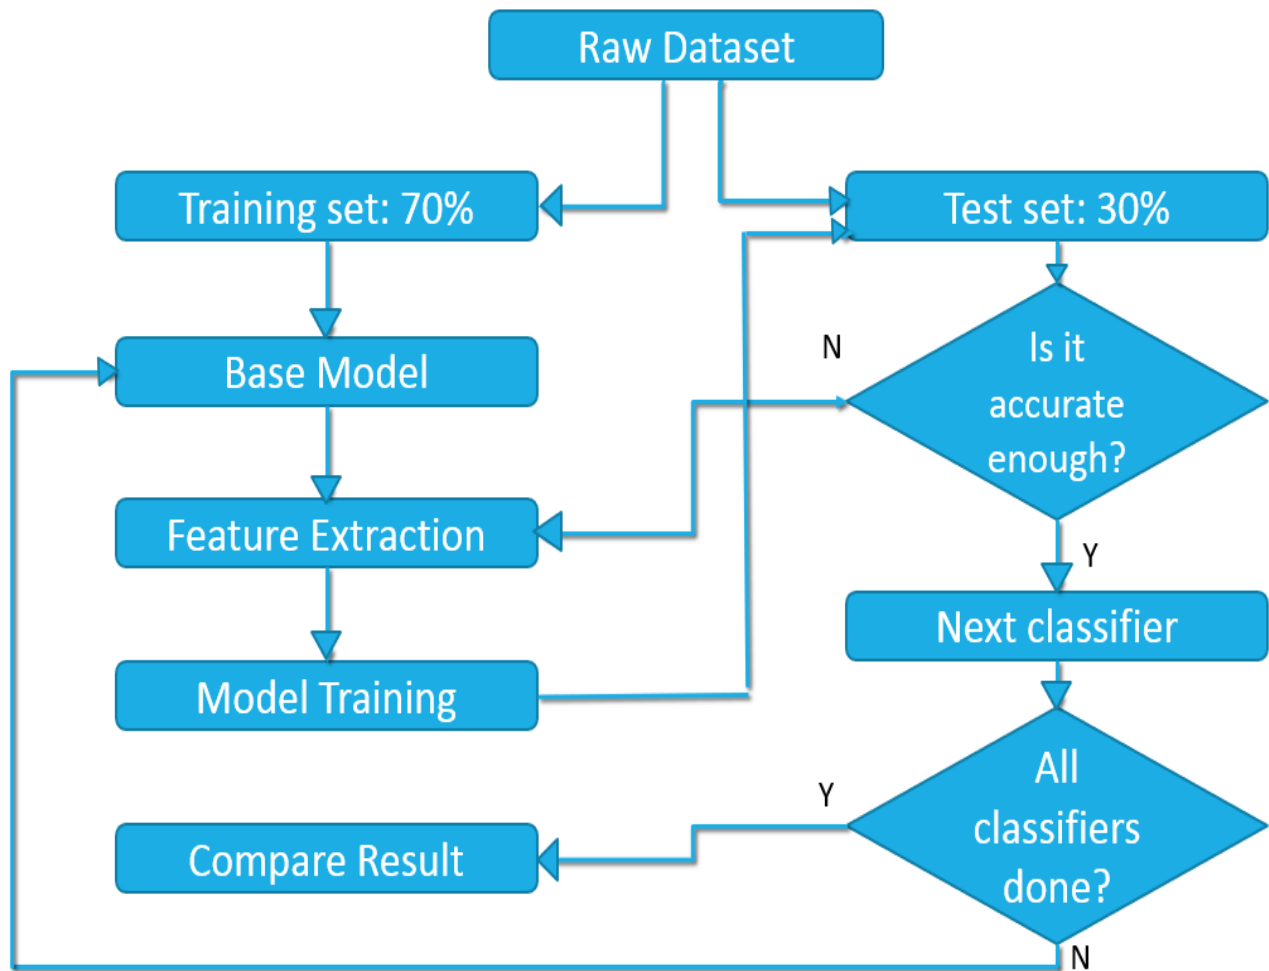 Raw Dataset
Training set: 70%
Test set: 30%
Base Model
N
Is it
accurate
enough?
Feature Extraction
Y
Next classifier
Model Training
All
classifiers
done?
Y
Compare Result
N